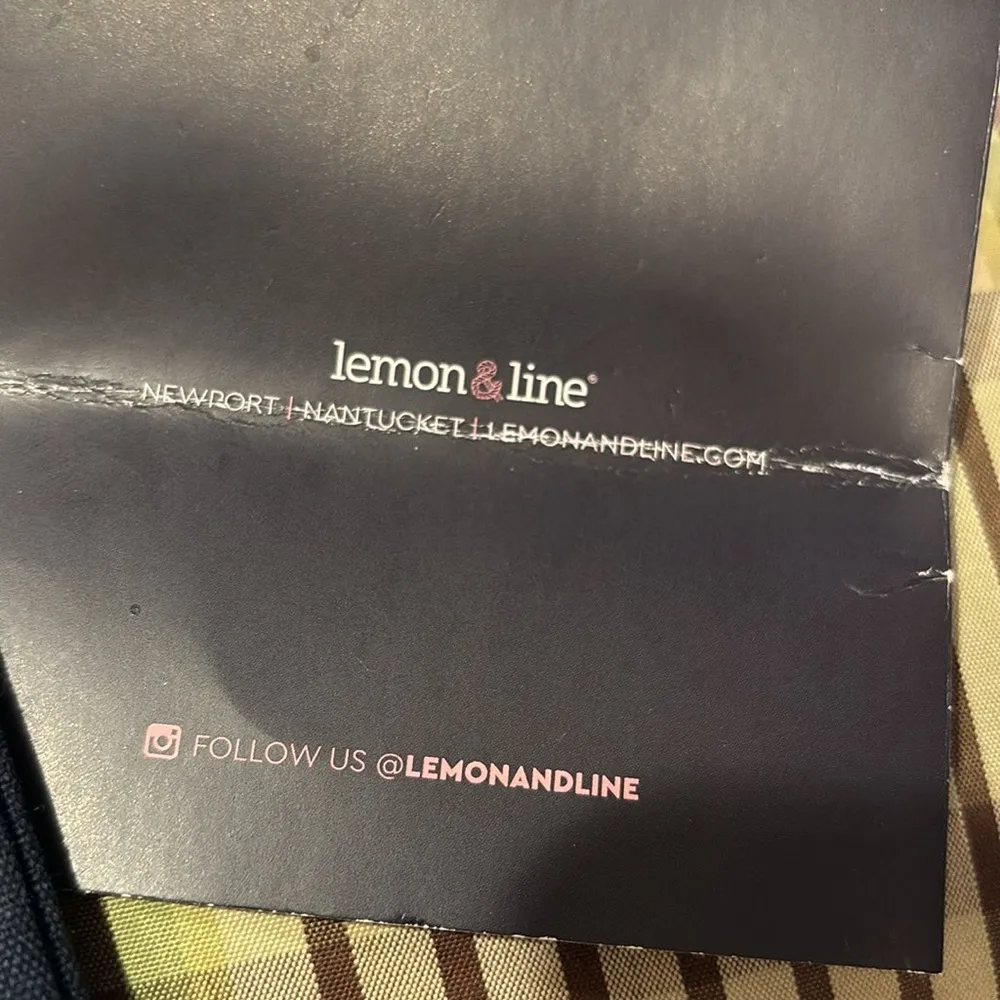 lemon & line®
NEWPORT | NANTUCKET | LEMONANDLINE.COM
FOLLOW US @LEMONANDLINE